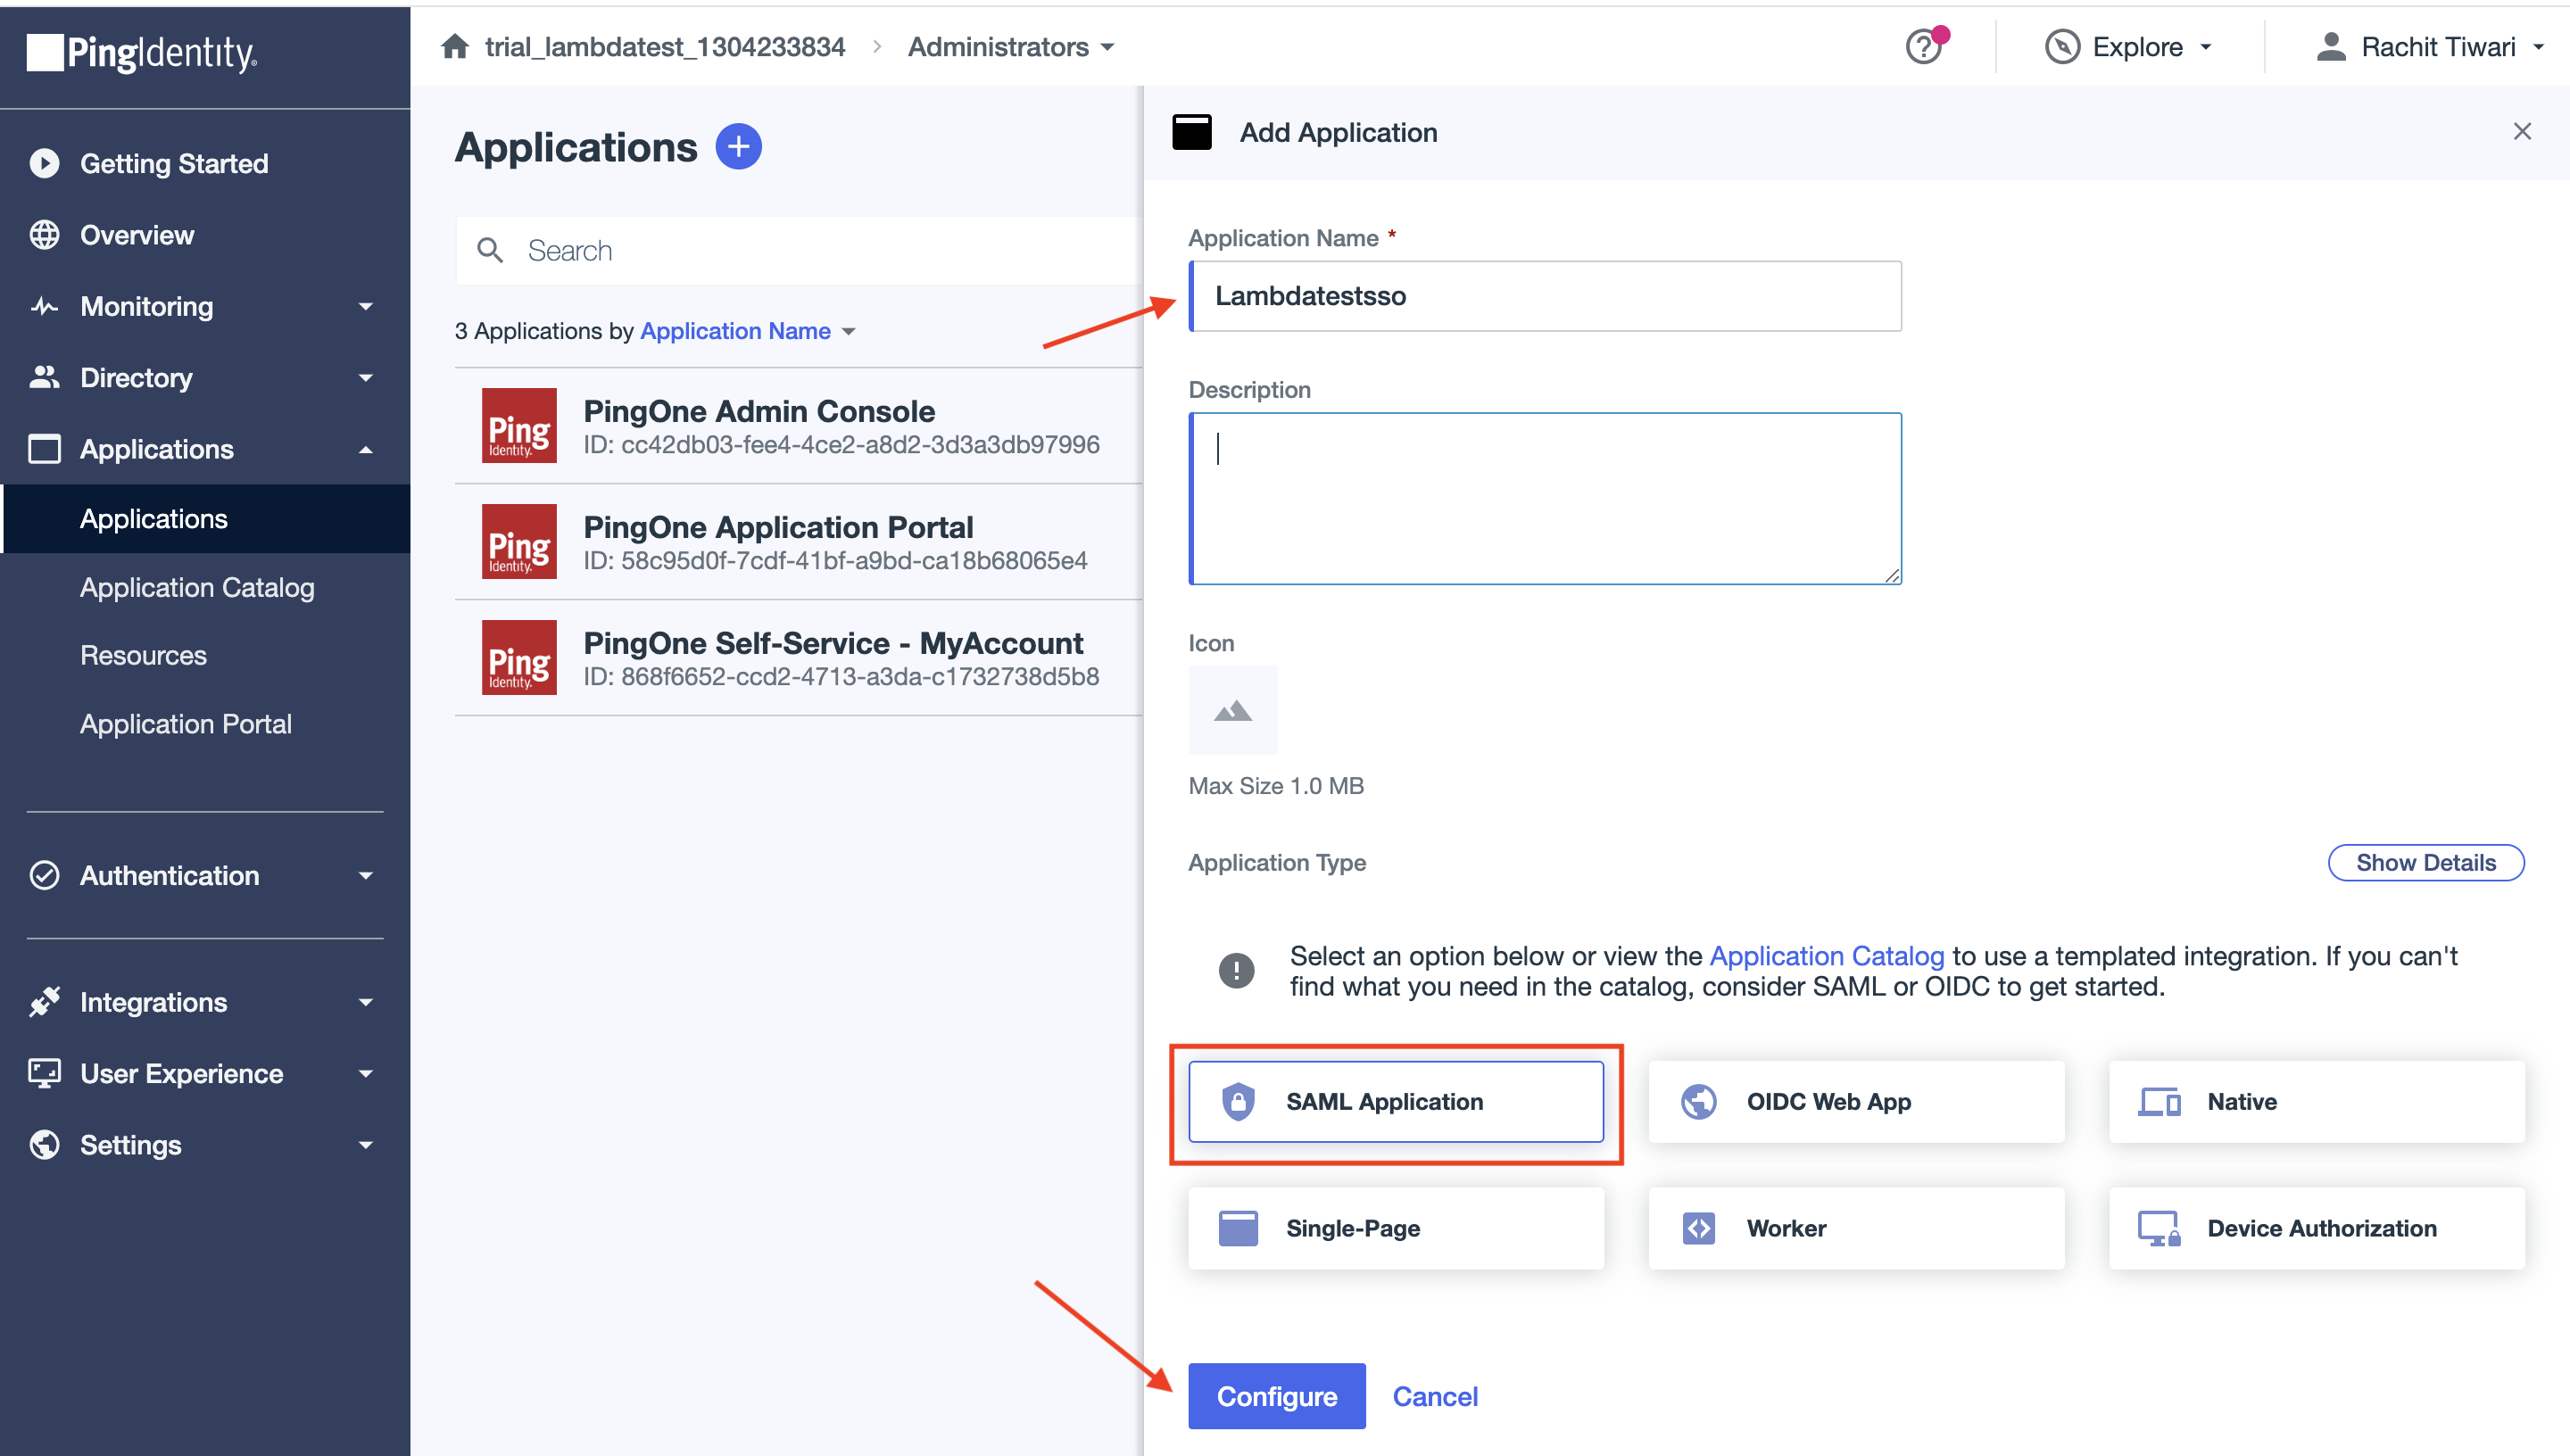 PingIdentity.
trial_lambdatest_1304233834
Administrators
Explore
Rachit Tiwari
Getting Started
Overview
Monitoring
Directory
Applications
Applications
Application Catalog
Resources
Application Portal
Authentication
Integrations
User Experience
Settings
Applications
Search
3 Applications by Application Name
Ping
Identity.
PingOne Admin Console
ID: cc42db03-fee4-4ce2-a8d2-3d3a3db97996
Ping
Identity.
PingOne Application Portal
ID: 58c95d0f-7cdf-41bf-a9bd-ca18b68065e4
Ping
Identity.
PingOne Self-Service - MyAccount
ID: 868f6652-ccd2-4713-a3da-c1732738d5b8
Add Application
Application Name *
Lambdatestsso
Description
Icon
Max Size 1.0 MB
Application Type
Show Details
Select an option below or view the Application Catalog to use a templated integration. If you can't
find what you need in the catalog, consider SAML or OIDC to get started.
SAML Application
OIDC Web App
Native
Single-Page
Worker
Device Authorization
Configure
Cancel